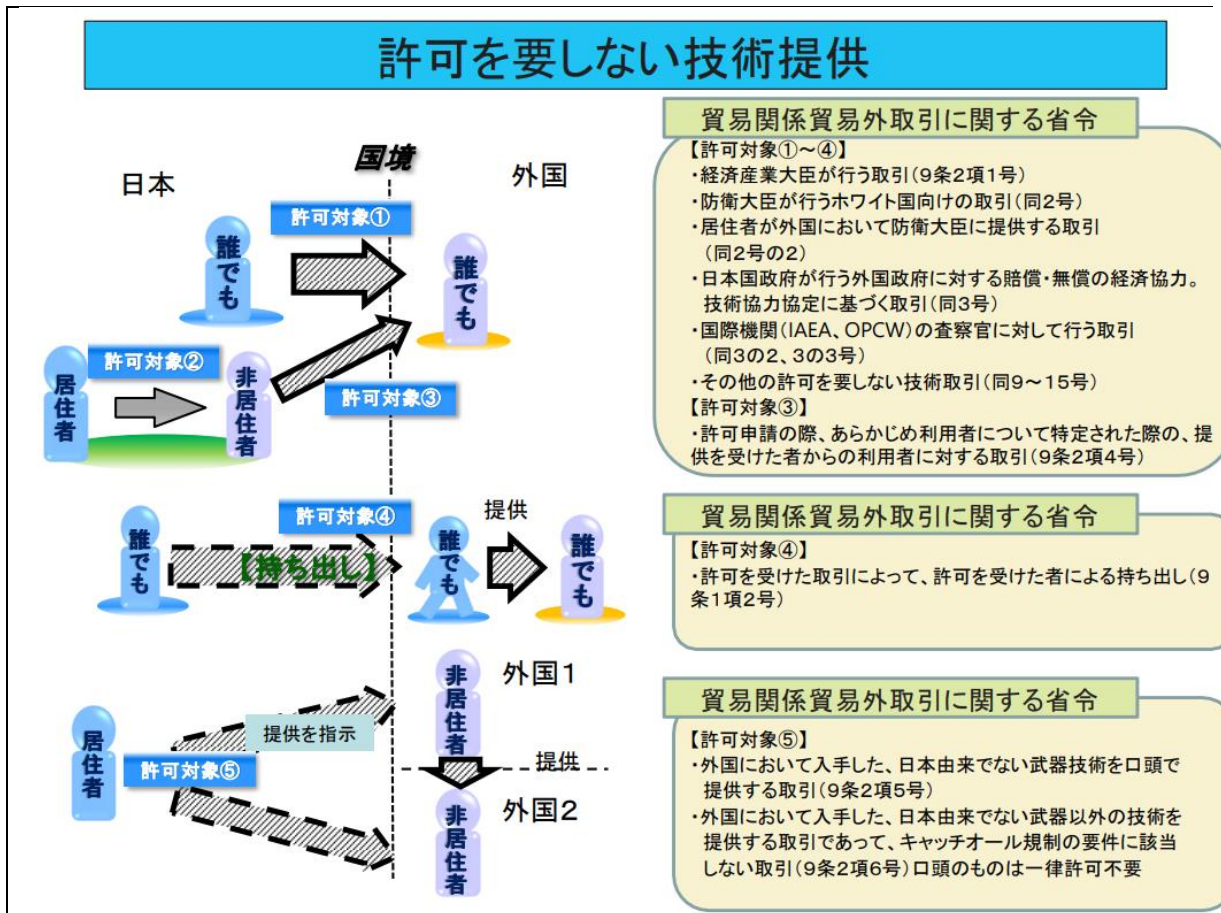 許可を要しない技術提供
国境
日本
外国
許可対象①
誰でも
誰でも
許可対象②
居住者
非居住者
許可対象③
貿易関係貿易外取引に関する省令
【許可対象①～④】
・経済産業大臣が行う取引(9条2項1号)
・防衛大臣が行うホワイト国向けの取引(同2号)
・居住者が外国において防衛大臣に提供する取引
(同2号の2)
・日本国政府が行う外国政府に対する賠償・無償の経済協力。
技術協力協定に基づく取引(同3号)
・国際機関(IAEA、OPCW)の査察官に対して行う取引
(同3の2、3の3号)
・その他の許可を要しない技術取引(同9～15号)
【許可対象③】
・許可申請の際、あらかじめ利用者について特定された際の、提
供を受けた者からの利用者に対する取引(9条2項4号)
許可対象④
誰でも
【持ち出し】
誰でも
提供
誰でも
貿易関係貿易外取引に関する省令
【許可対象④】
・許可を受けた取引によって、許可を受けた者による持ち出し(9
条1項2号)
居住者
提供を指示
許可対象⑤
非居住者
外国1
提供
外国2
非居住者
貿易関係貿易外取引に関する省令
【許可対象⑤】
・外国において入手した、日本由来でない武器技術を口頭で
提供する取引(9条2項5号)
・外国において入手した、日本由来でない武器以外の技術を
提供する取引であって、キャッチオール規制の要件に該当
しない取引(9条2項6号)口頭のものは一律許可不要